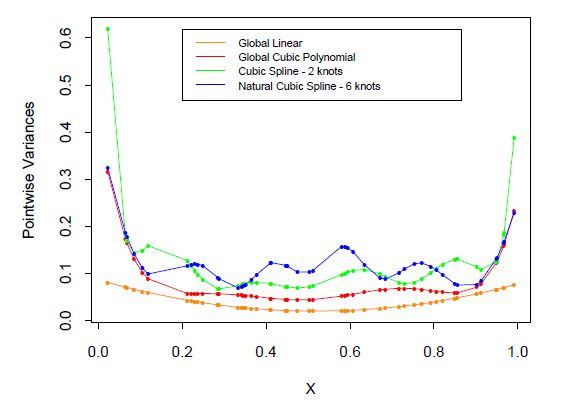 Global Linear
Global Cubic Polynomial
Cubic Spline - 2 knots
Natural Cubic Spline - 6 knots
Pointwise Variances
0.6
0.5
0.4
0.3
0.2
0.1
0.0
0.0 0.2 0.4 0.6 0.8 1.0
X